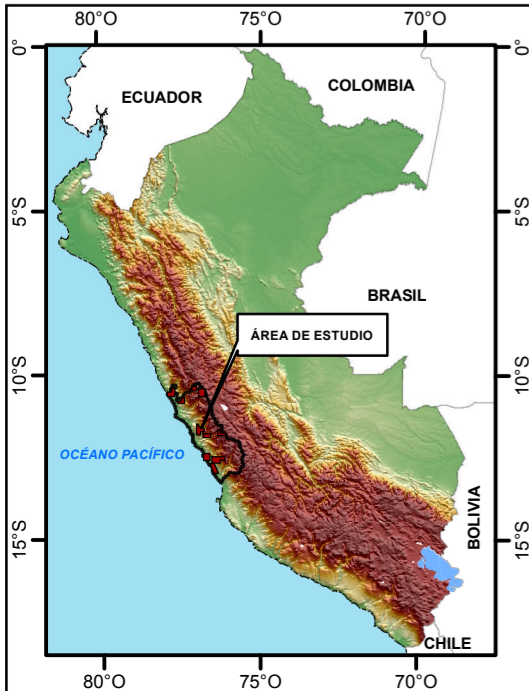 80°O 75°O 70°O
0°
COLOMBIA
ECUADOR
5°S
5°S
BRASIL
ÁREA DE ESTUDIO
10°S
10°S
OCÉANO PACÍFICO
BOLIVIA
15°S
15°S
CHILE
80°O 75°O 70°O
0°